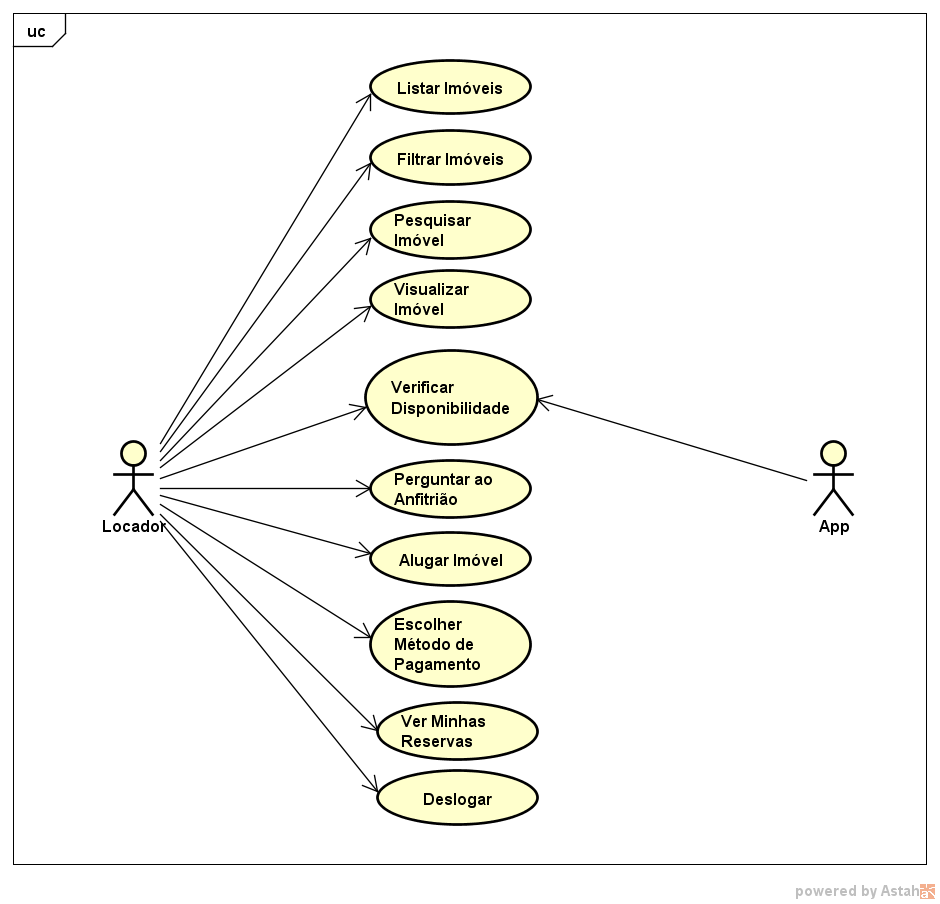 uc
Listar Imóveis
Filtrar Imóveis
Pesquisar
Imóvel
Visualizar
Imóvel
Verificar
Disponibilidade
Perguntar ao
Anfitrião
Locador
App
Alugar Imóvel
Escolher
Método de
Pagamento
Ver Minhas
Reservas
Deslogar
powered by Astah